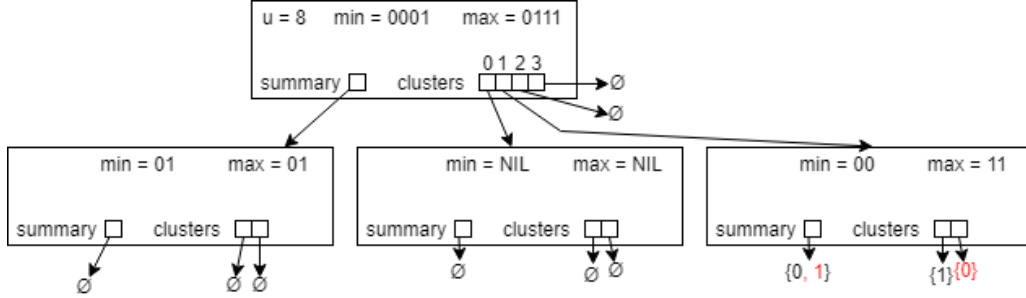 u = 8 min = 0001 max = 0111
0 1 2 3
summary clusters Ø
Ø
min = 01 max = 01 min = NIL max = NIL min = 00 max = 11
summary clusters summary clusters summary clusters
Ø Ø Ø Ø Ø Ø {0, 1} {1} {0}